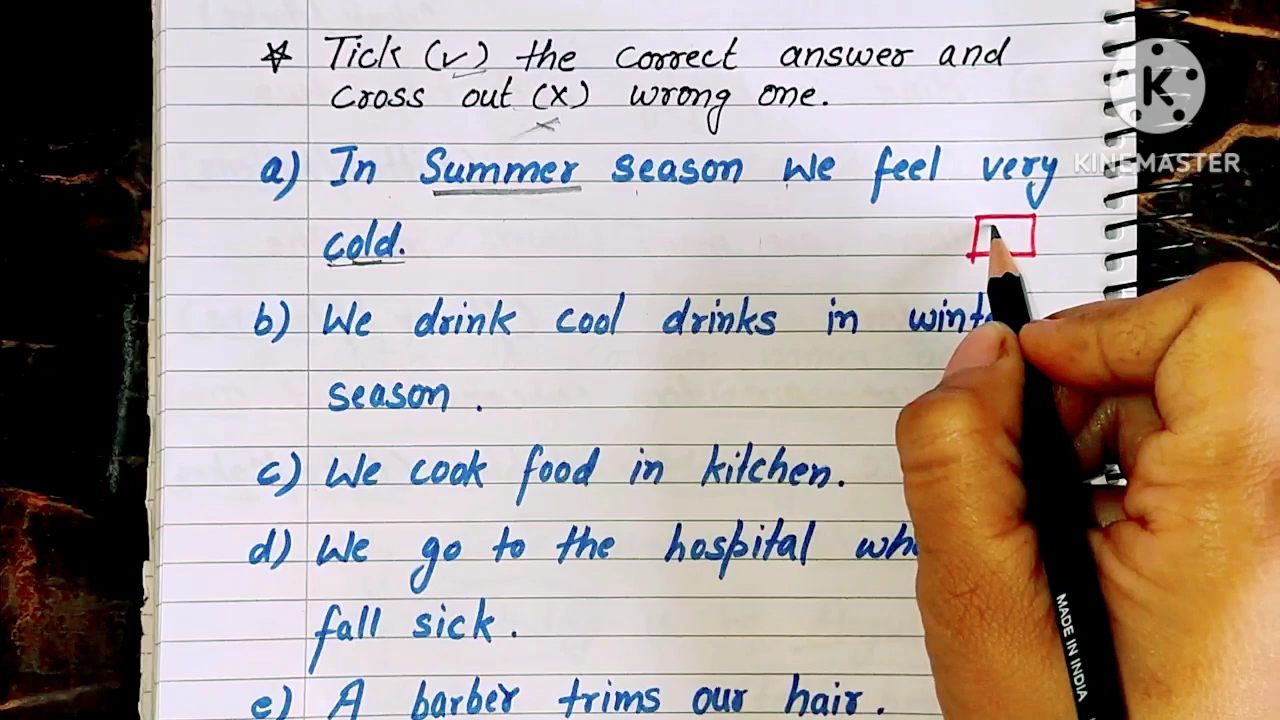 ☆ Tick (✓) the correct answer and
cross out (x) wrong one.
K
KINEMASTER
a) In Summer season we feel very
cold.
b) We drink cool drinks in
season.
c) We cook food in kitchen.
d) We go to the hospital
fall sick.
e) A barber trims our hair.
MADE IN INDIA